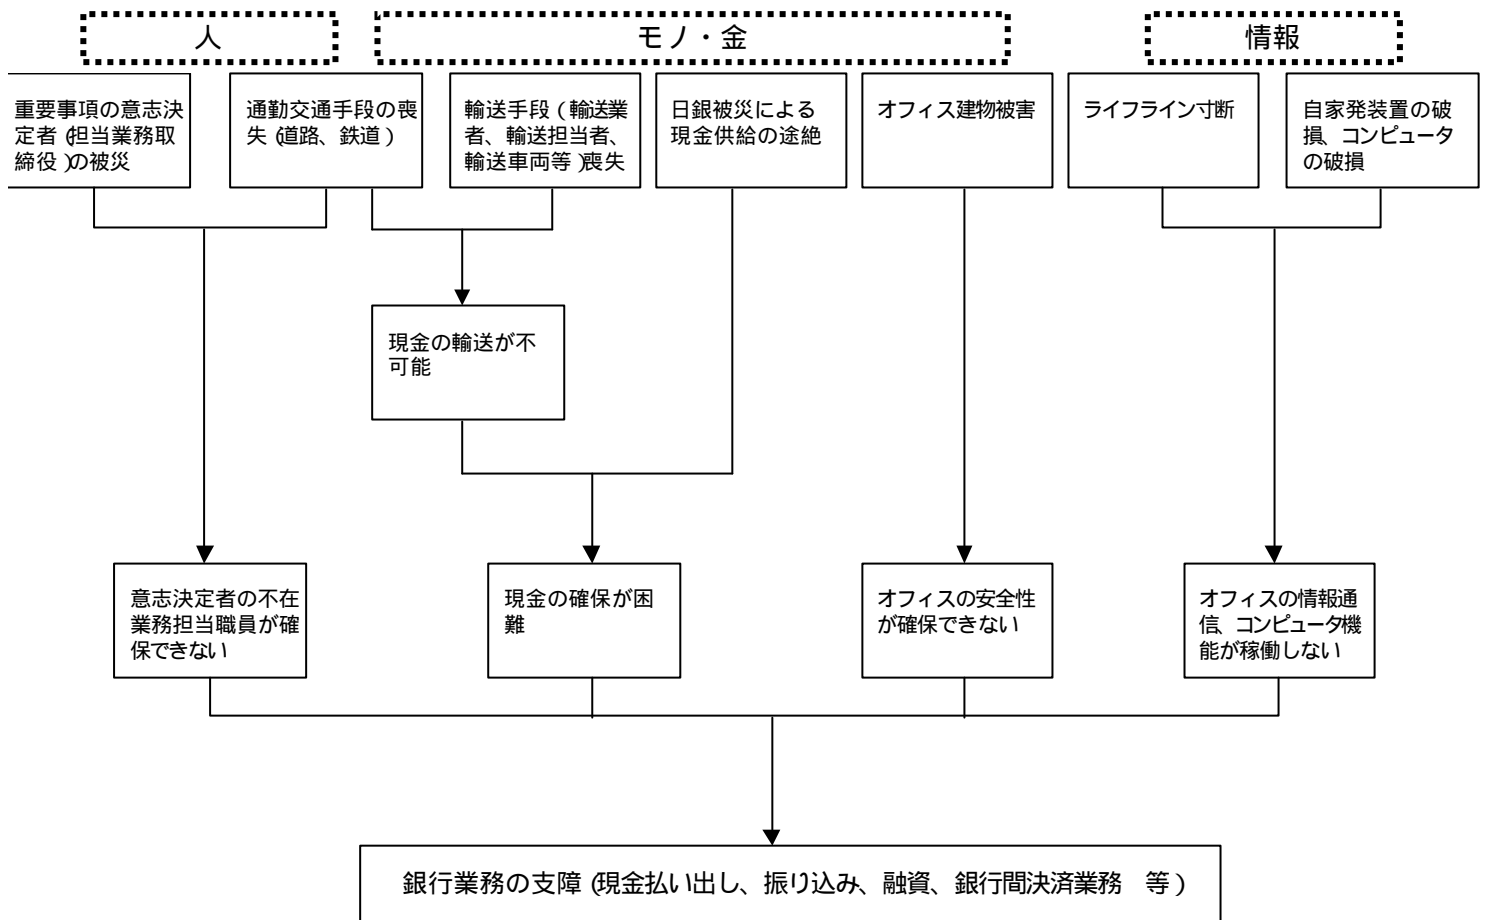 人
モノ・金
情報
重要事項の意志決
定者(担当業務取
締役)の被災
通勤交通手段の喪
失(道路、鉄道)
輸送手段(輸送業
者、輸送担当者、
輸送車両等)喪失
日銀被災による
現金供給の途絶
オフィス建物被害
ライフライン寸断
自家発装置の破
損、コンピュータ
の破損
現金の輸送が不
可能
意志決定者の不在
業務担当職員が確
保できない
現金の確保が困
難
オフィスの安全性
が確保できない
オフィスの情報通
信、コンピュータ機
能が稼働しない
銀行業務の支障(現金払い出し、振り込み、融資、銀行間決済業務 等)